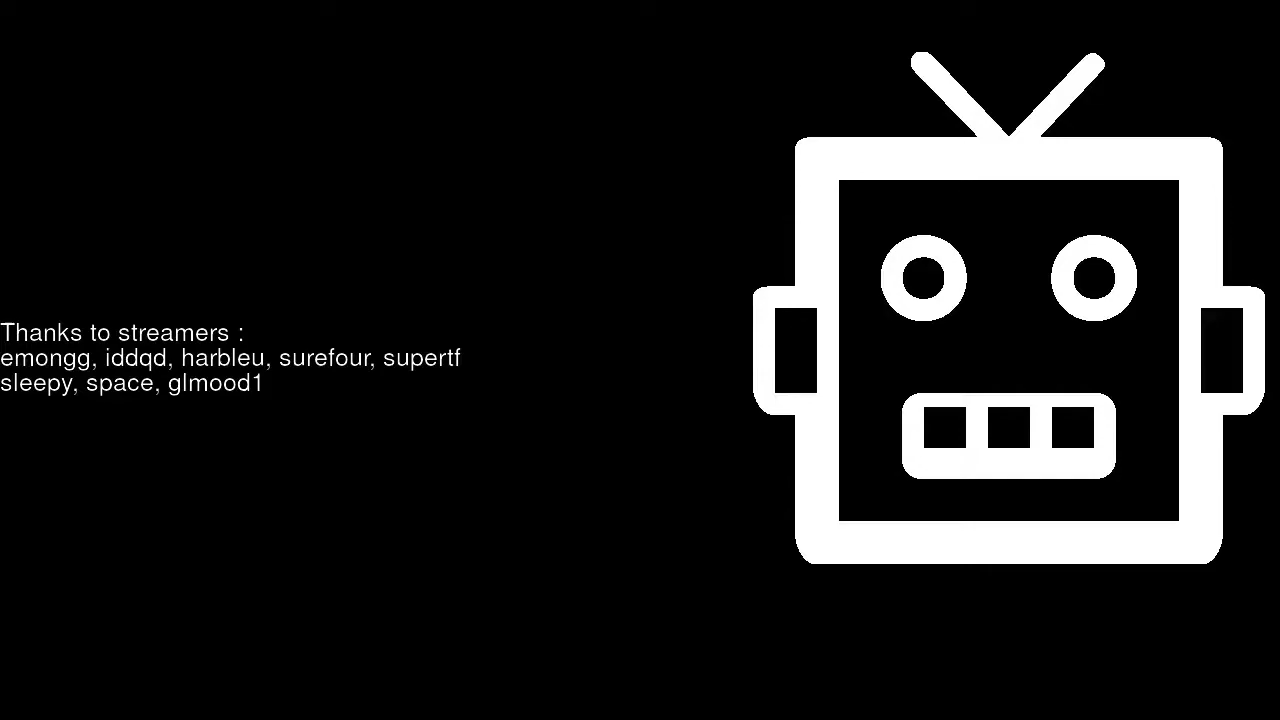 Thanks to streamers :
emongg, iddqd, harbleu, surefour, supertf
sleepy, space, glmood1